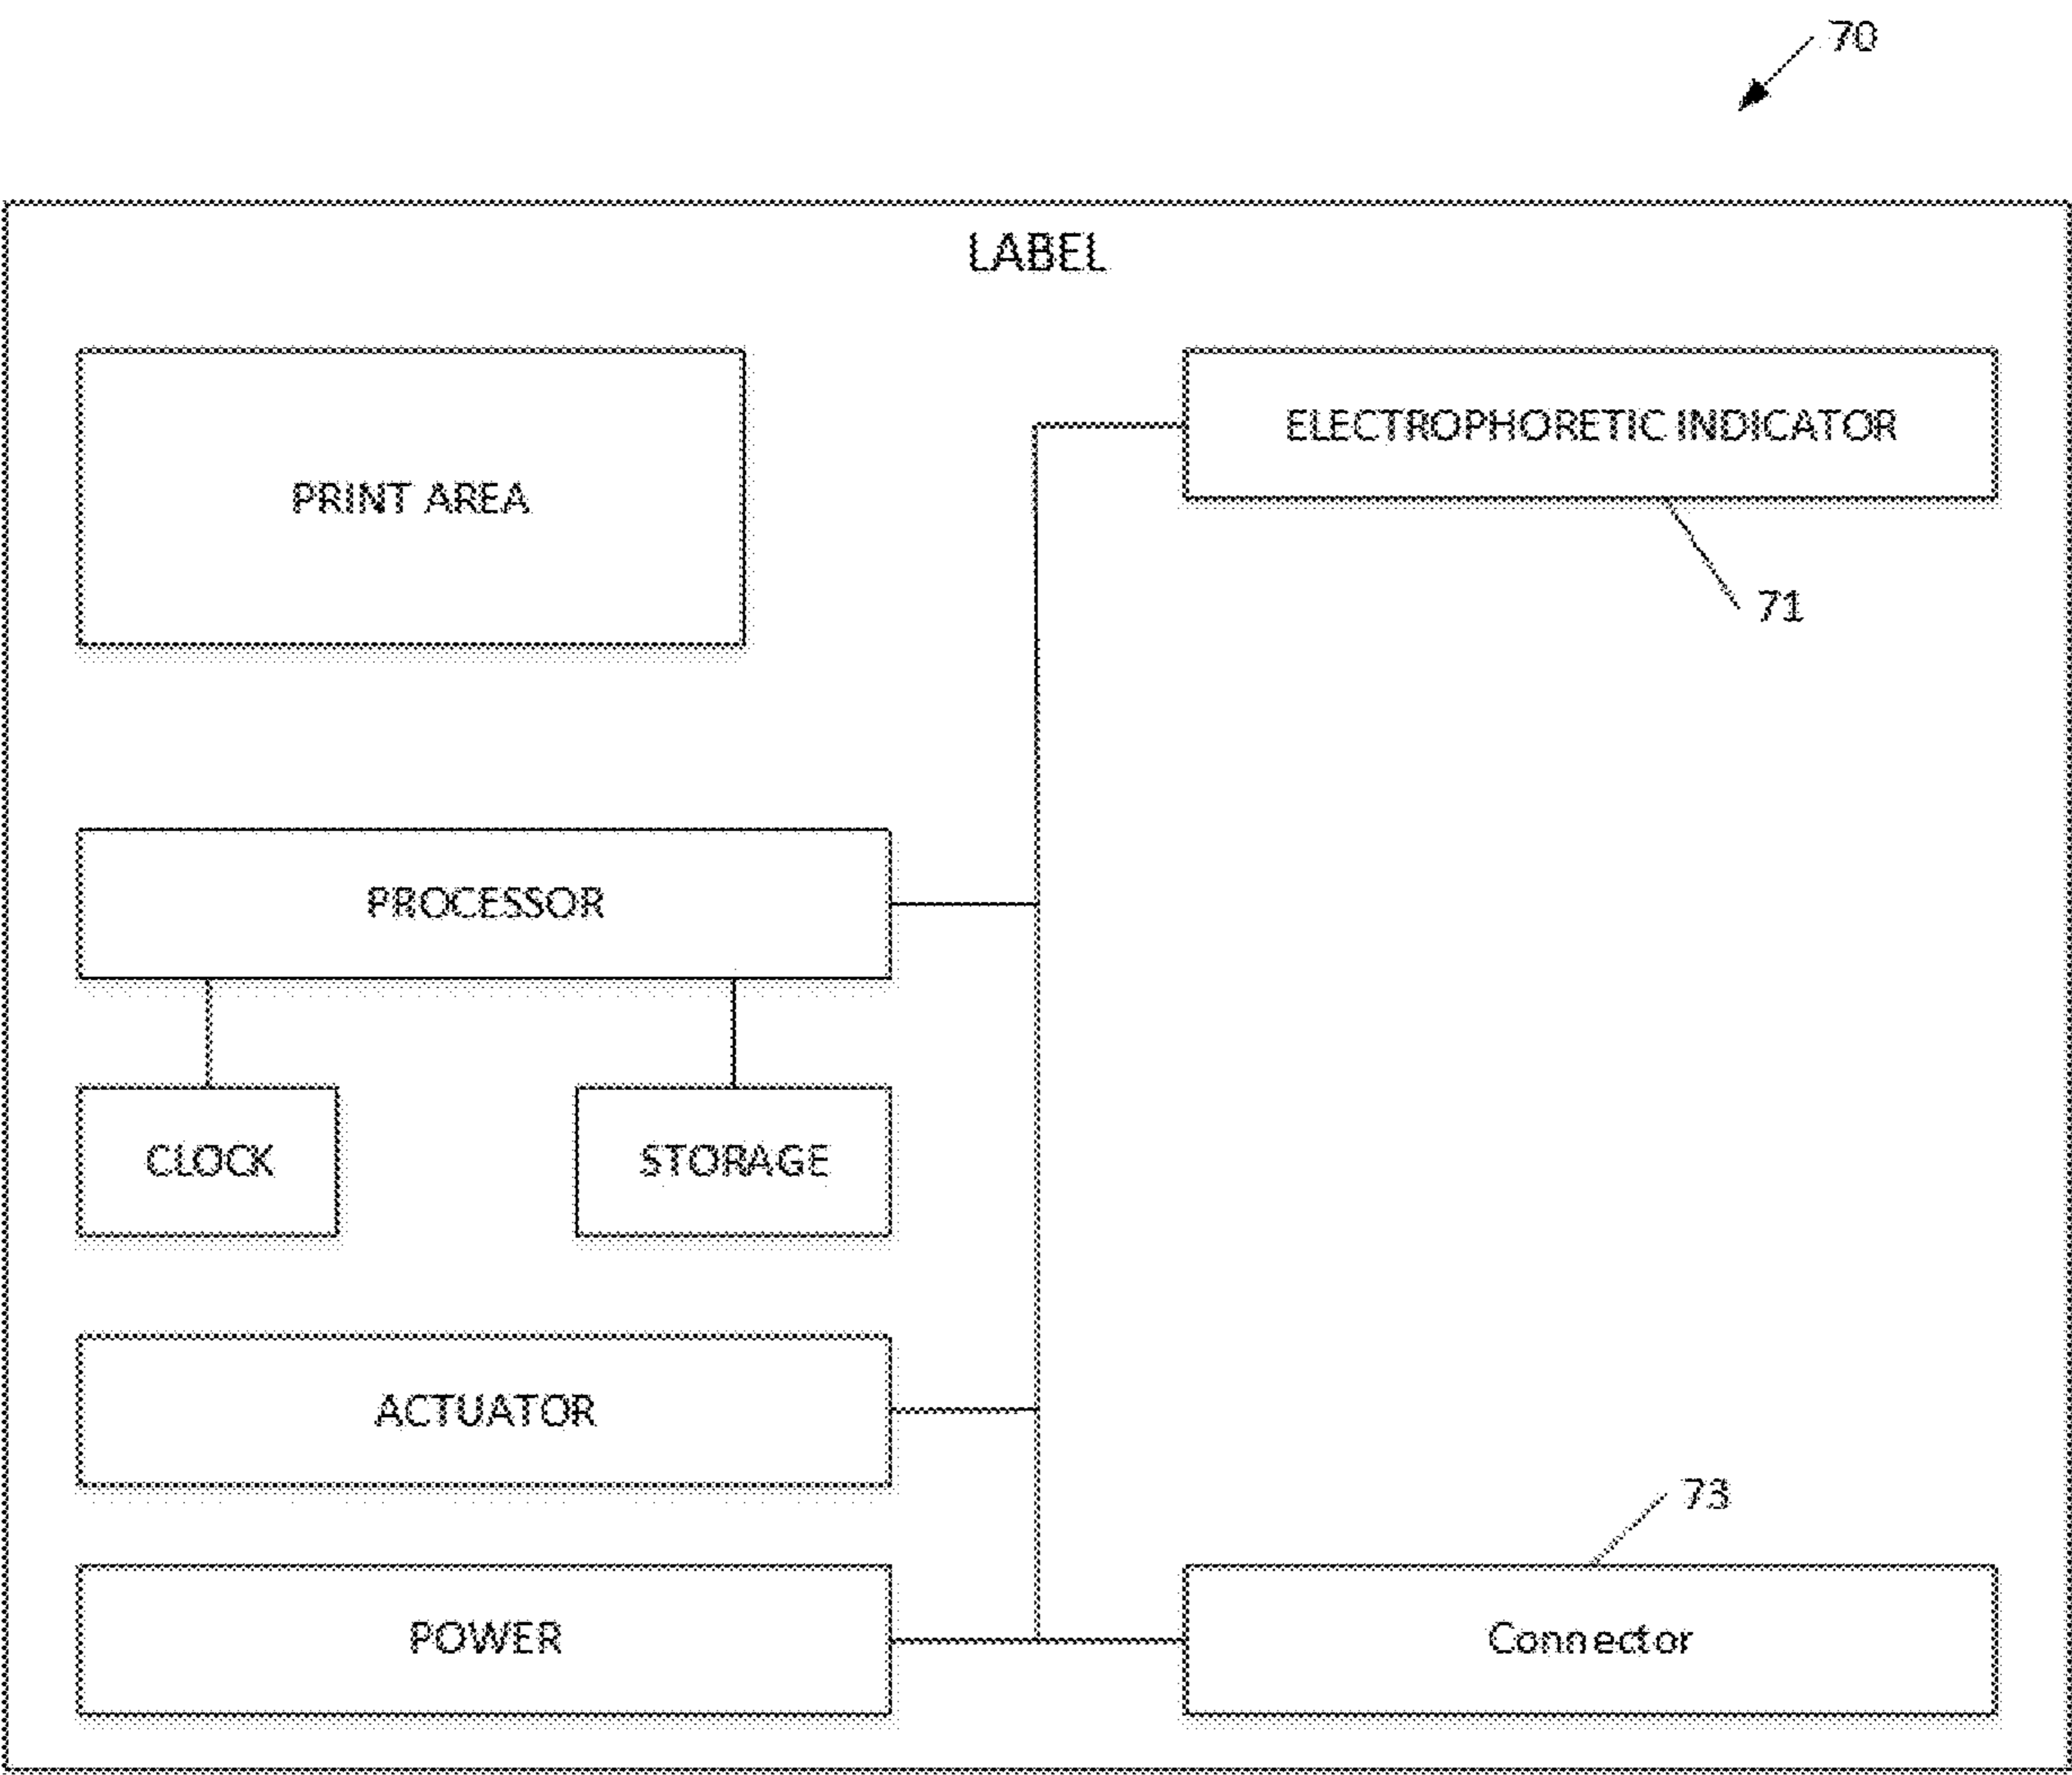 70
LABEL
PRINT AREA
ELECTROPHORETIC INDICATOR
71
PROCESSOR
CLOCK
STORAGE
ACTUATOR
73
POWER
Connector